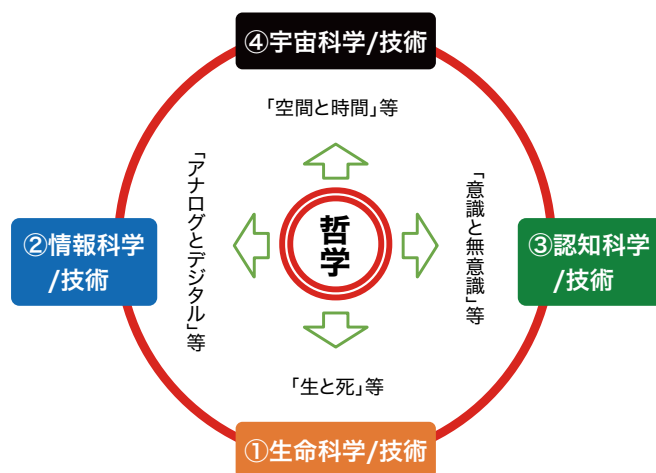 ④宇宙科学/技術
「空間と時間」等
「アナログとデジタル」等
哲学
「意識と無意識」等
②情報科学
/技術
③認知科学
/技術
「生と死」等
①生命科学/技術